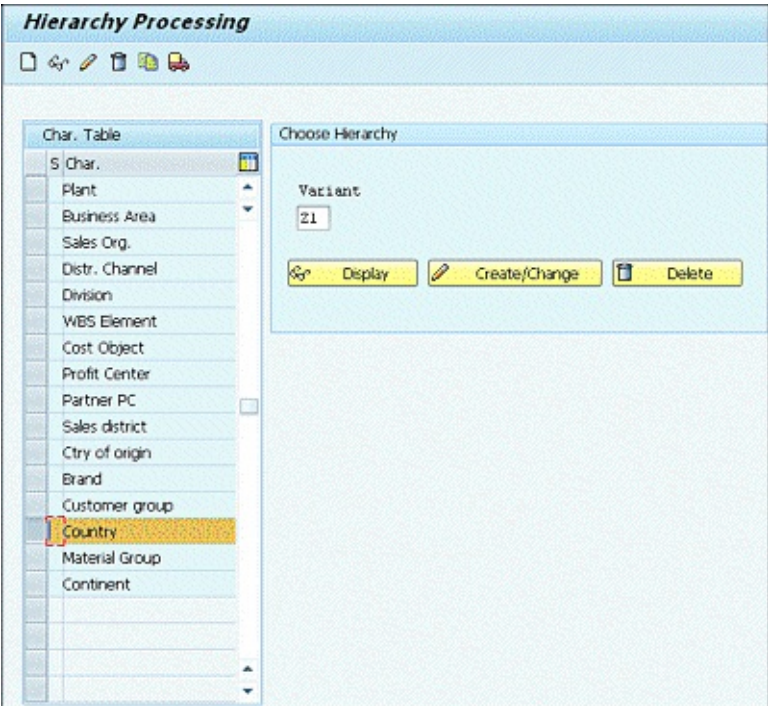 Hierarchy Processing
Char. Table
S Char.
Plant
Business Area
Sales Org.
Distr. Channel
Division
WBS Element
Cost Object
Profit Center
Partner PC
Sales district
Ctry of origin
Brand
Customer group
Country
Material Group
Continent
Choose Hierarchy
Variant
Z1
Display Create/Change Delete